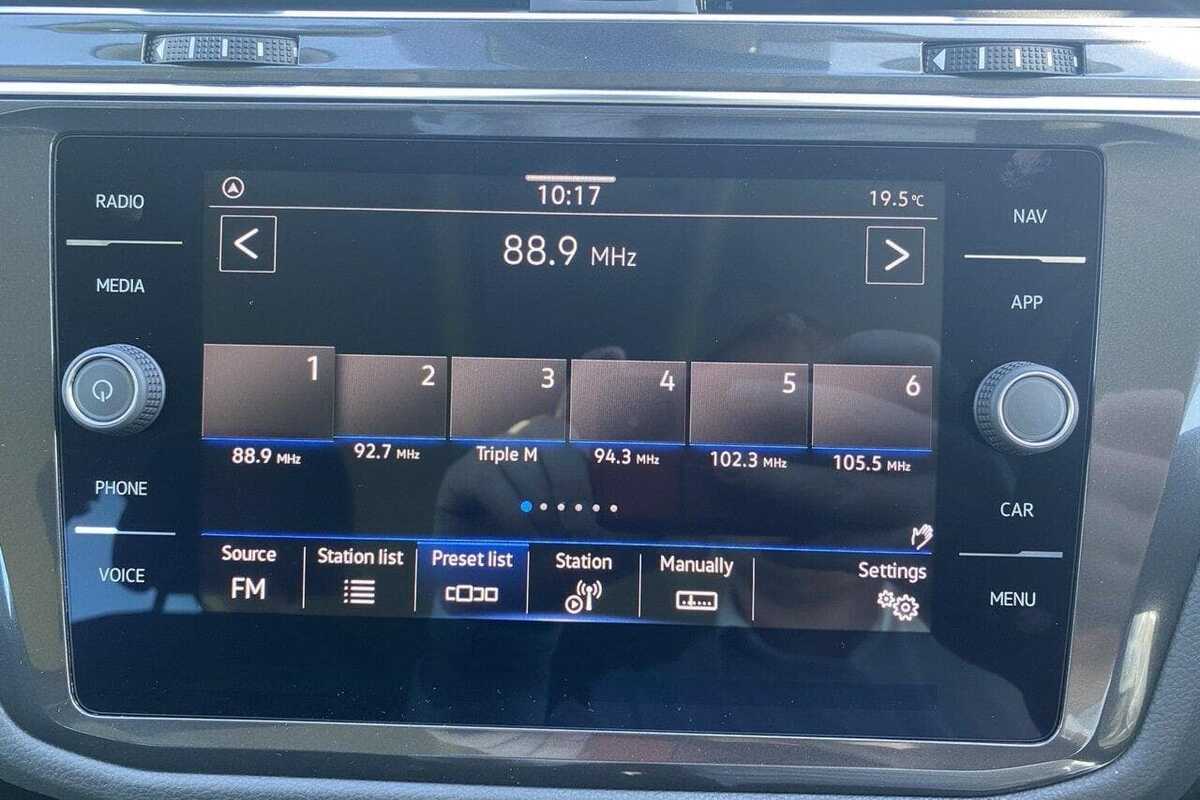 RADIO
MEDIA
PHONE
VOICE
10:17
19.5°C
88.9 MHz
1
2
3
4
5
6
88.9 MHz
92.7 MHz
Triple M
94.3 MHz
102.3 MHz
105.5 MHz
Source
FM
Station list
Preset list
Station
Manually
Settings
NAV
APP
CAR
MENU